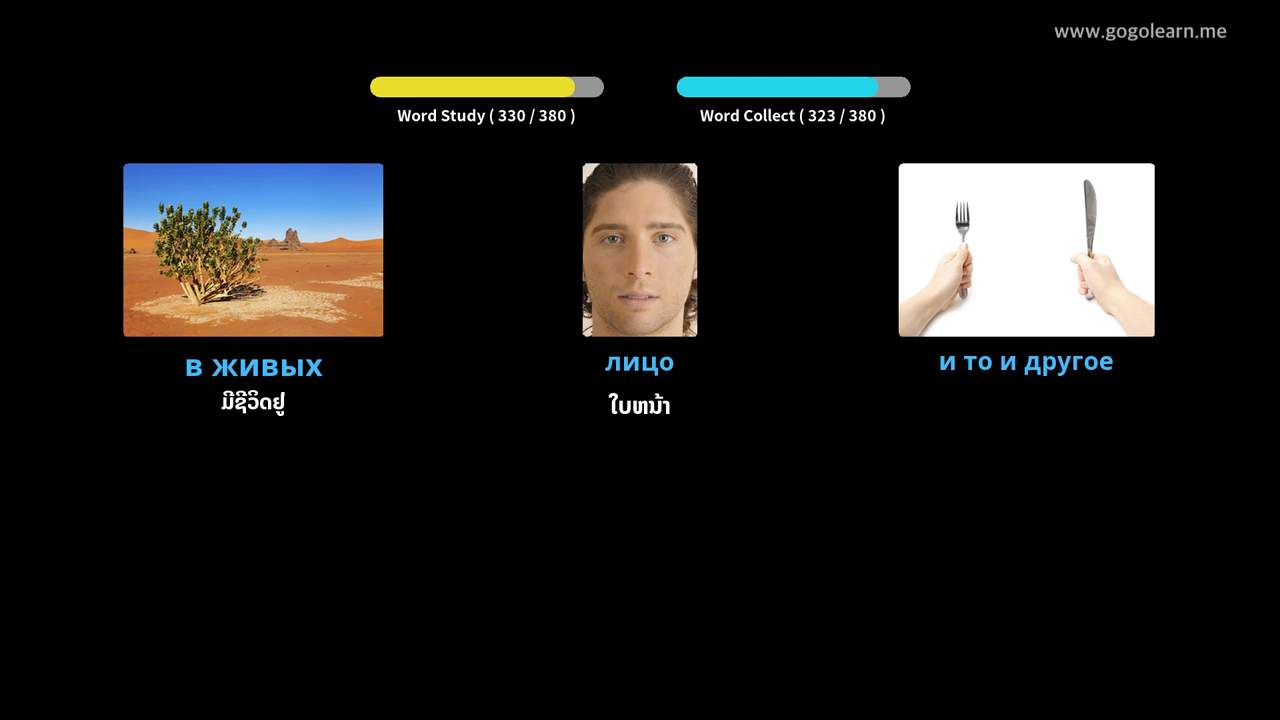 www.gogolearn.me
Word Study ( 330 / 380 )
Word Collect ( 323 / 380 )
в живых
ມີຊີວິດຢູ່
лицо
ໃບຫນ້າ
и то и другое